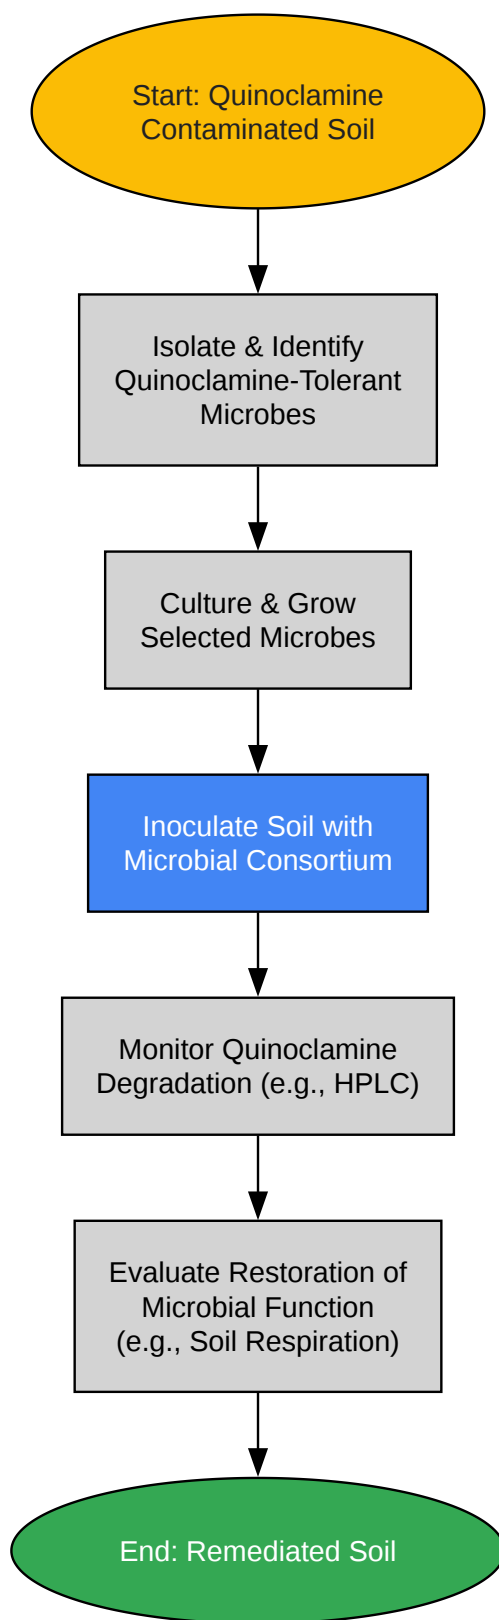 Start: Quinoclamine
Contaminated Soil
Isolate & Identify
Quinoclamine-Tolerant
Microbes
Culture & Grow
Selected Microbes
Inoculate Soil with
Microbial Consortium
Monitor Quinoclamine
Degradation (e.g., HPLC)
Evaluate Restoration of
Microbial Function
(e.g., Soil Respiration)
End: Remediated Soil